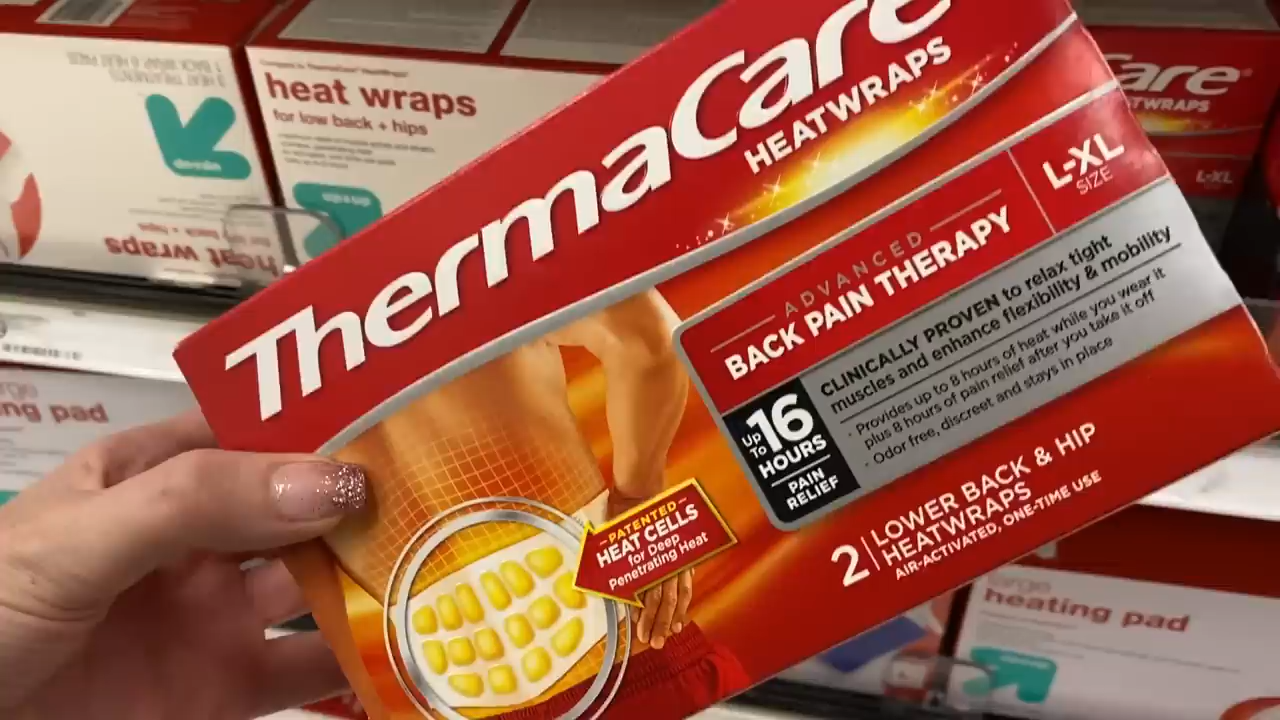 ThermaCare
HEATWRAPS
ADVANCED
BACK PAIN THERAPY
L-XL
SIZE
UP TO 16
HOURS
PAIN
RELIEF
CLINICALLY PROVEN to relax tight
muscles and enhance flexibility & mobility
· Provides up to 8 hours of heat while you wear it
plus 8 hours of pain relief after you take it off
· Odor free, discreet and stays in place
PATENTED
HEAT CELLS
for Deep
Penetrating Heat
2 LOWER BACK & HIP
HEATWRAPS
AIR-ACTIVATED, ONE-TIME USE
heat wraps
for low back + hips
heat wraps
Care
L-XL
ng pad
large
heating pad